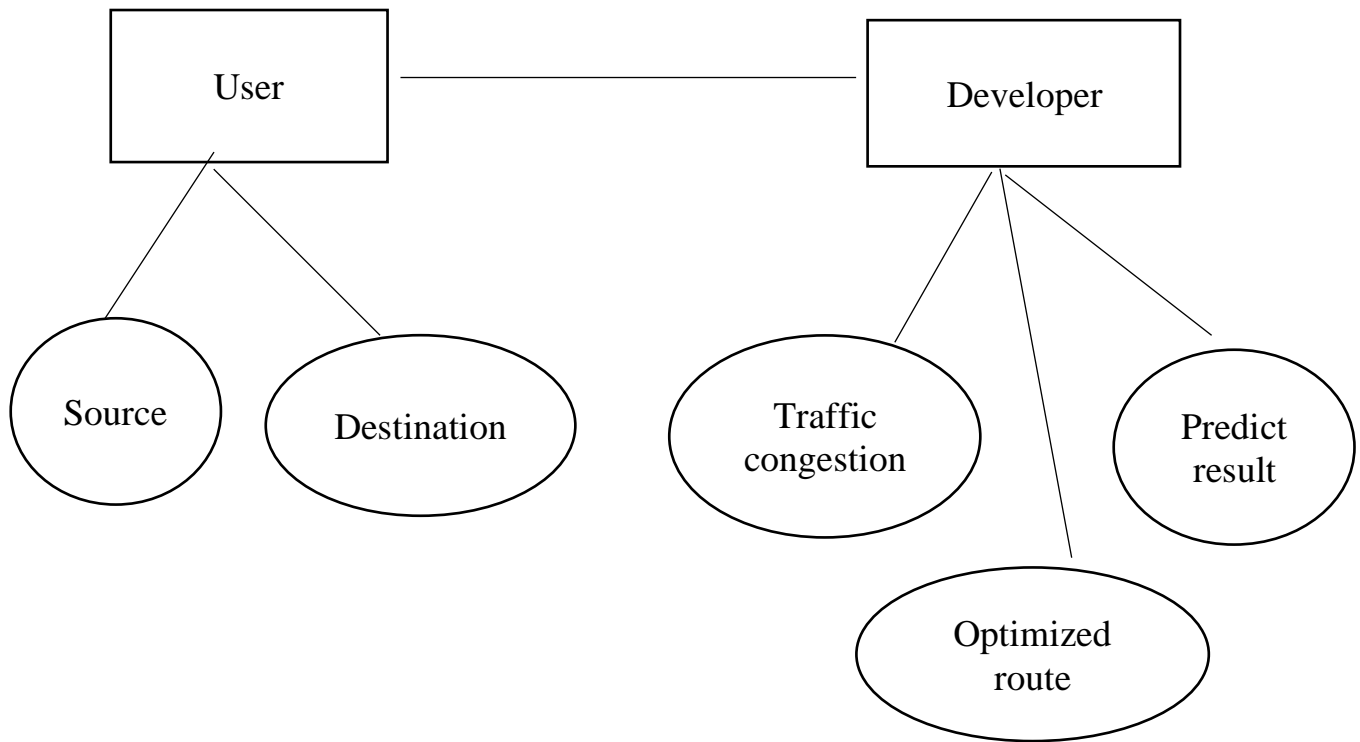 User
Developer
Source
Destination
Traffic
congestion
Predict
result
Optimized
route